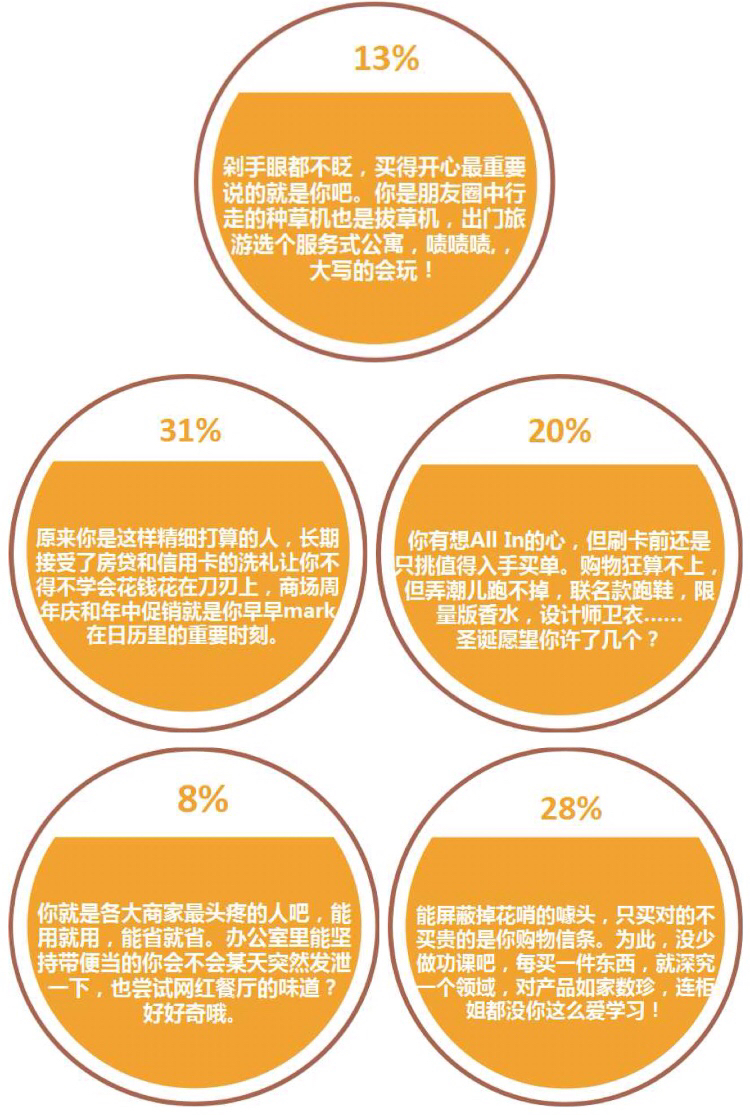 13%
剁手眼都不眨，买得开心最重要
说的就是你吧。你是朋友圈中行
走的种草机也是拔草机，出门旅
游选个服务式公寓，啧啧啧，，
大写的会玩！
31%
原来你是这样精细打算的人，长期
接受了房贷和信用卡的洗礼让你不
得不学会花钱花在刀刃上，商场周
年庆和年中促销就是你早早mark
在日历里的重要时刻。
20%
你有想All In的心，但刷卡前还是
只挑值得入手买单。购物狂算不上，
但弄潮儿跑不掉，联名款跑鞋，限
量版香水，设计师卫衣……
圣诞愿望你许了几个？
8%
你就是各大商家最头疼的人吧，能
用就用，能省就省。办公室里能坚
持带便当的你会不会某天突然发泄
一下，也尝试网红餐厅的味道？
好好奇哦。
28%
能屏蔽掉花哨的噱头，只买对的不
买贵的是你购物信条。为此，没少
做功课吧，每买一件东西，就深究
一个领域，对产品如家数珍，连柜
姐都没你这么爱学习！